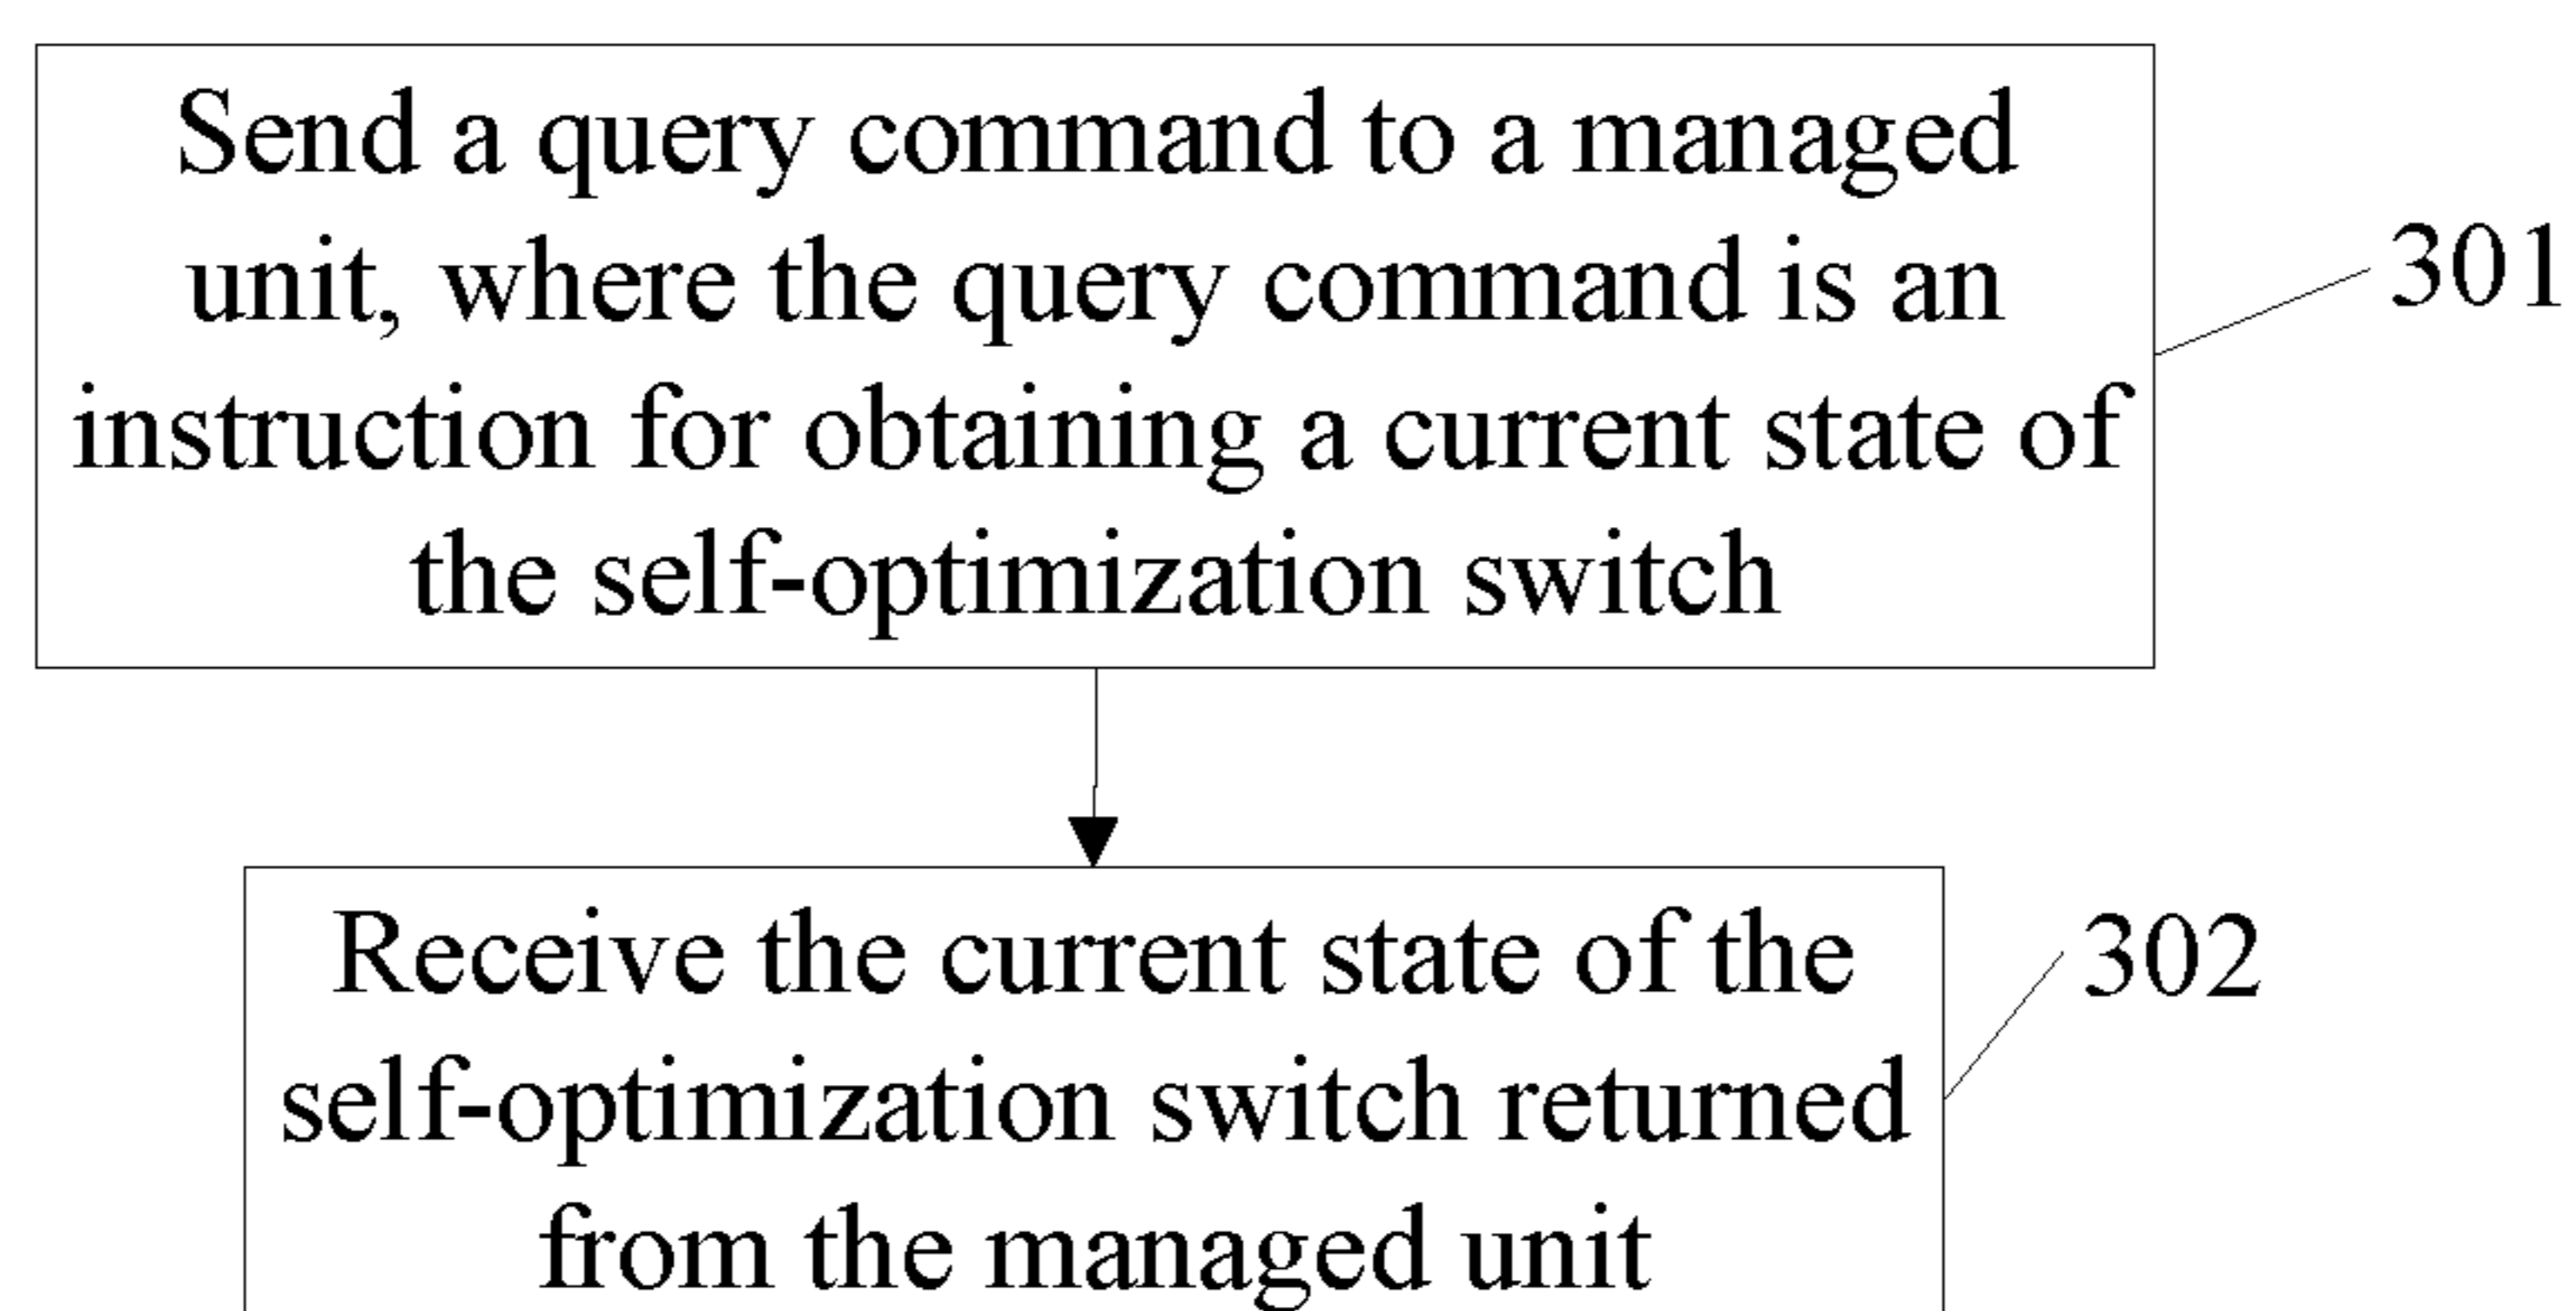 Send a query command to a managed
unit, where the query command is an
instruction for obtaining a current state of
the self-optimization switch
301
Receive the current state of the
self-optimization switch returned
from the managed unit
302